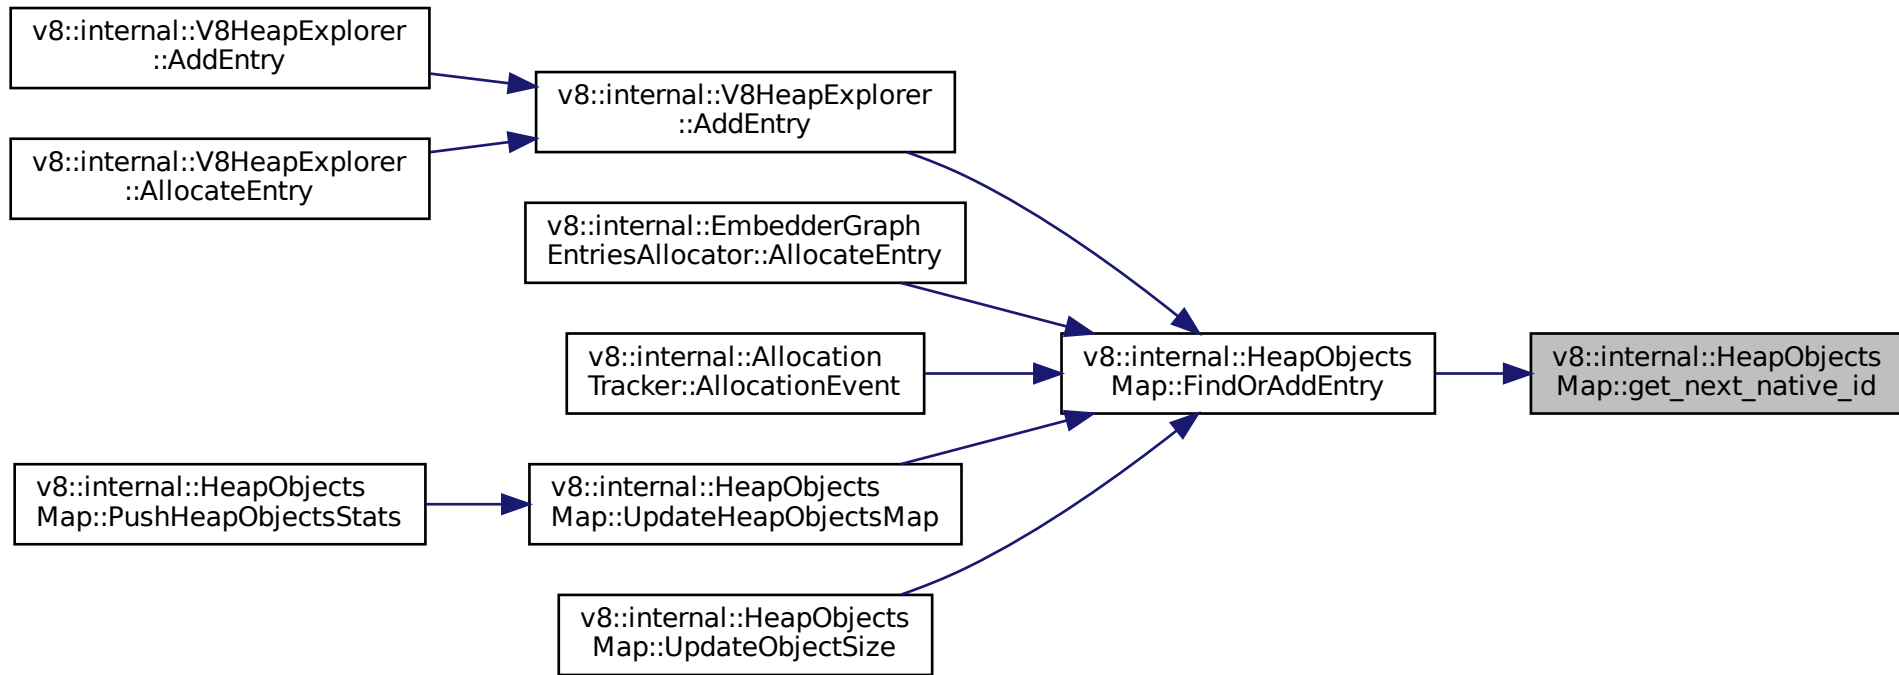 v8::internal::V8HeapExplorer
::AddEntry
v8::internal::V8HeapExplorer
::AllocateEntry
v8::internal::V8HeapExplorer
::AddEntry
v8::internal::EmbedderGraph
EntriesAllocator::AllocateEntry
v8::internal::Allocation
Tracker::AllocationEvent
v8::internal::HeapObjects
Map::PushHeapObjectsStats
v8::internal::HeapObjects
Map::UpdateHeapObjectsMap
v8::internal::HeapObjects
Map::UpdateObjectSize
v8::internal::HeapObjects
Map::FindOrAddEntry
v8::internal::HeapObjects
Map::get_next_native_id